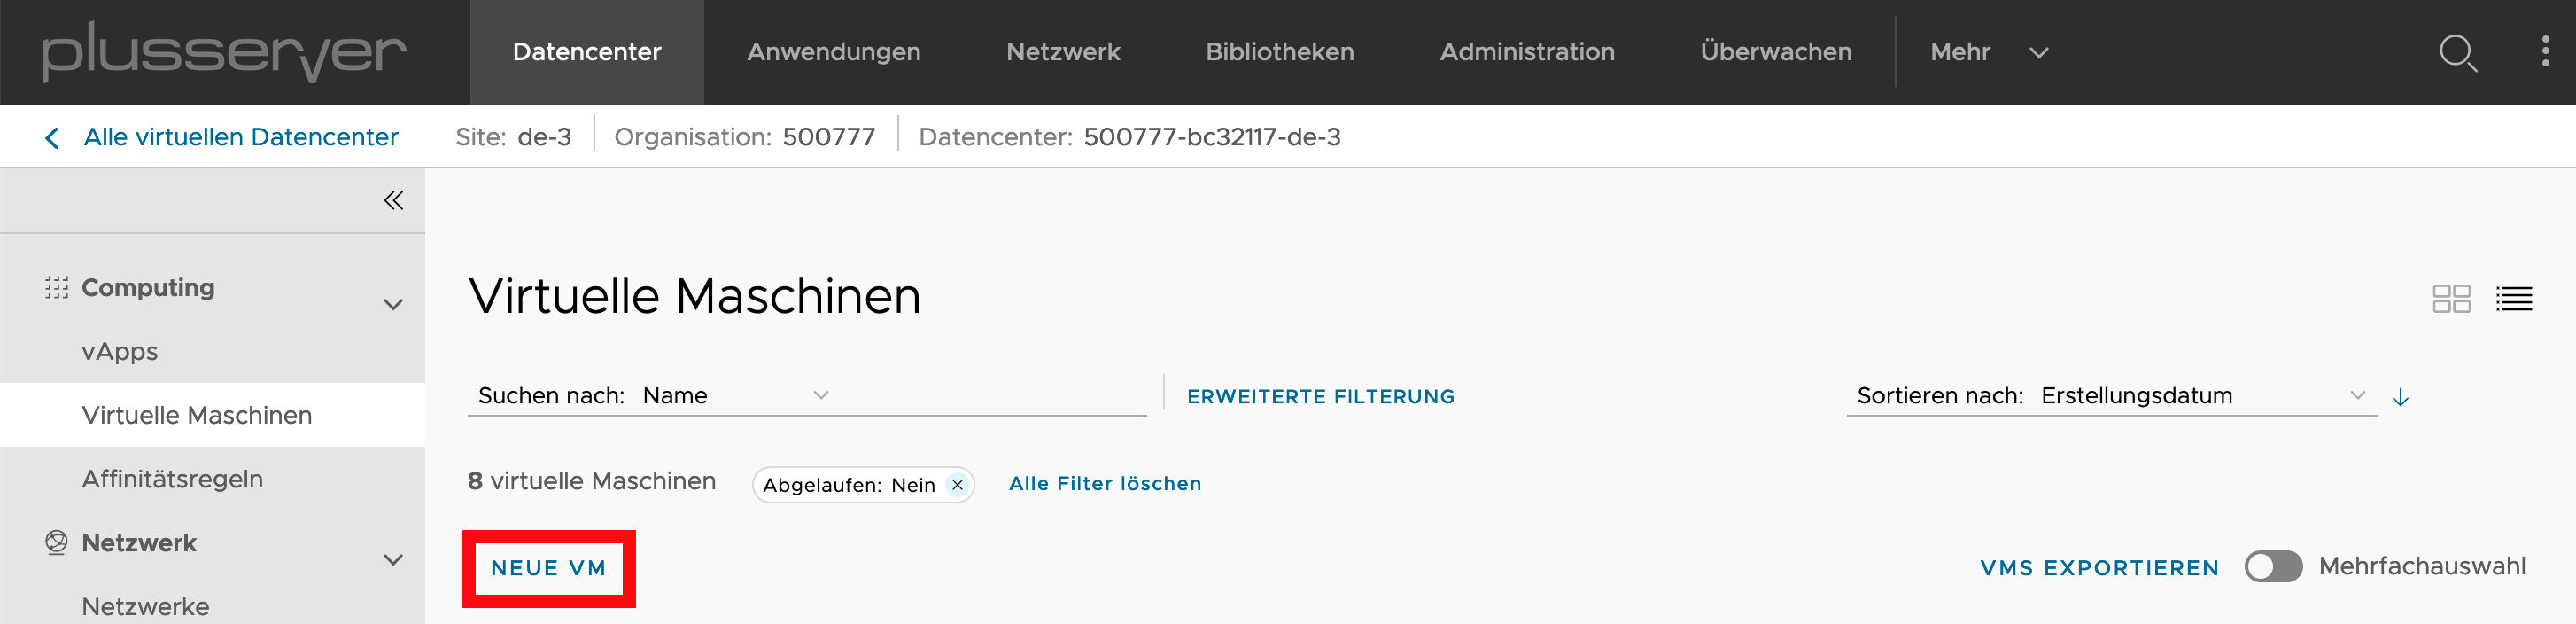 plusserver Datencenter Anwendungen Netzwerk Bibliotheken Administration Überwachen Mehr
Alle virtuellen Datencenter Site: de-3 Organisation: 500777 Datencenter: 500777-bc32117-de-3
Computing
vApps
Virtuelle Maschinen
Affinitätsregeln
Netzwerk
Netzwerke
Virtuelle Maschinen
Suchen nach: Name ERWEITERTE FILTERUNG Sortieren nach: Erstellungsdatum
8 virtuelle Maschinen Abgelaufen: Nein Alle Filter löschen
NEUE VM VMS EXPORTIEREN Mehrfachauswahl